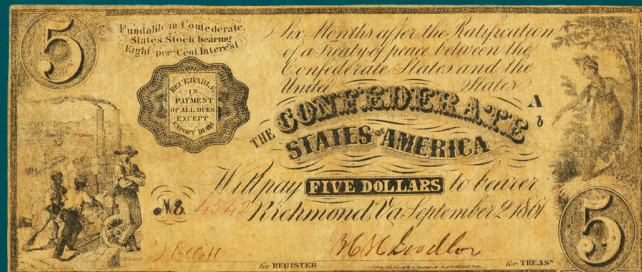 5
Fundable in Confederate
States Stock bearing
Eight per Cent Interest
RECEIVABLE
IN
PAYMENT
OF ALL DUES
EXCEPT
EXPORT DUTIES
Six Months after the Ratification
of a Treaty of peace between the
Confederate States and the
United States
A
b
THE CONFEDERATE
STATES OF AMERICA
Will pay FIVE DOLLARS to bearer
No.
Richmond, Va September 2 1861
for REGISTER
for TREASR
5